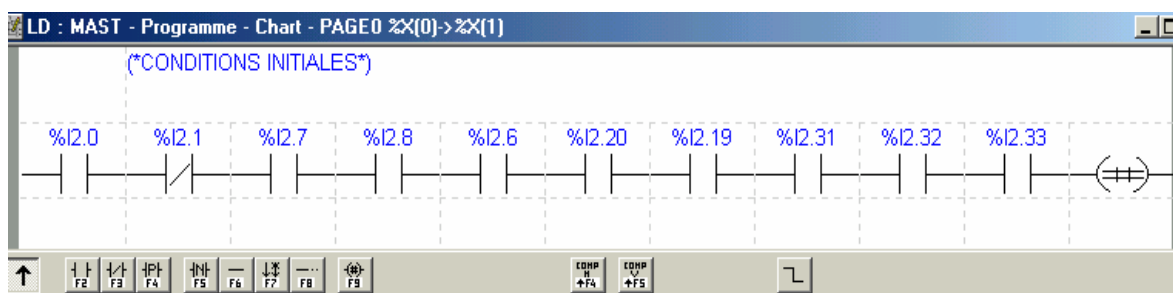 LD : MAST - Programme - Chart - PAGE0 %X(0)->%X(1)
(*CONDITIONS INITIALES*)
%I2.0 %I2.1 %I2.7 %I2.8 %I2.6 %I2.20 %I2.19 %I2.31 %I2.32 %I2.33
F2 F3 P F4 N F5 F6 F7 F8 F9 COMP H F4 COMP V F5